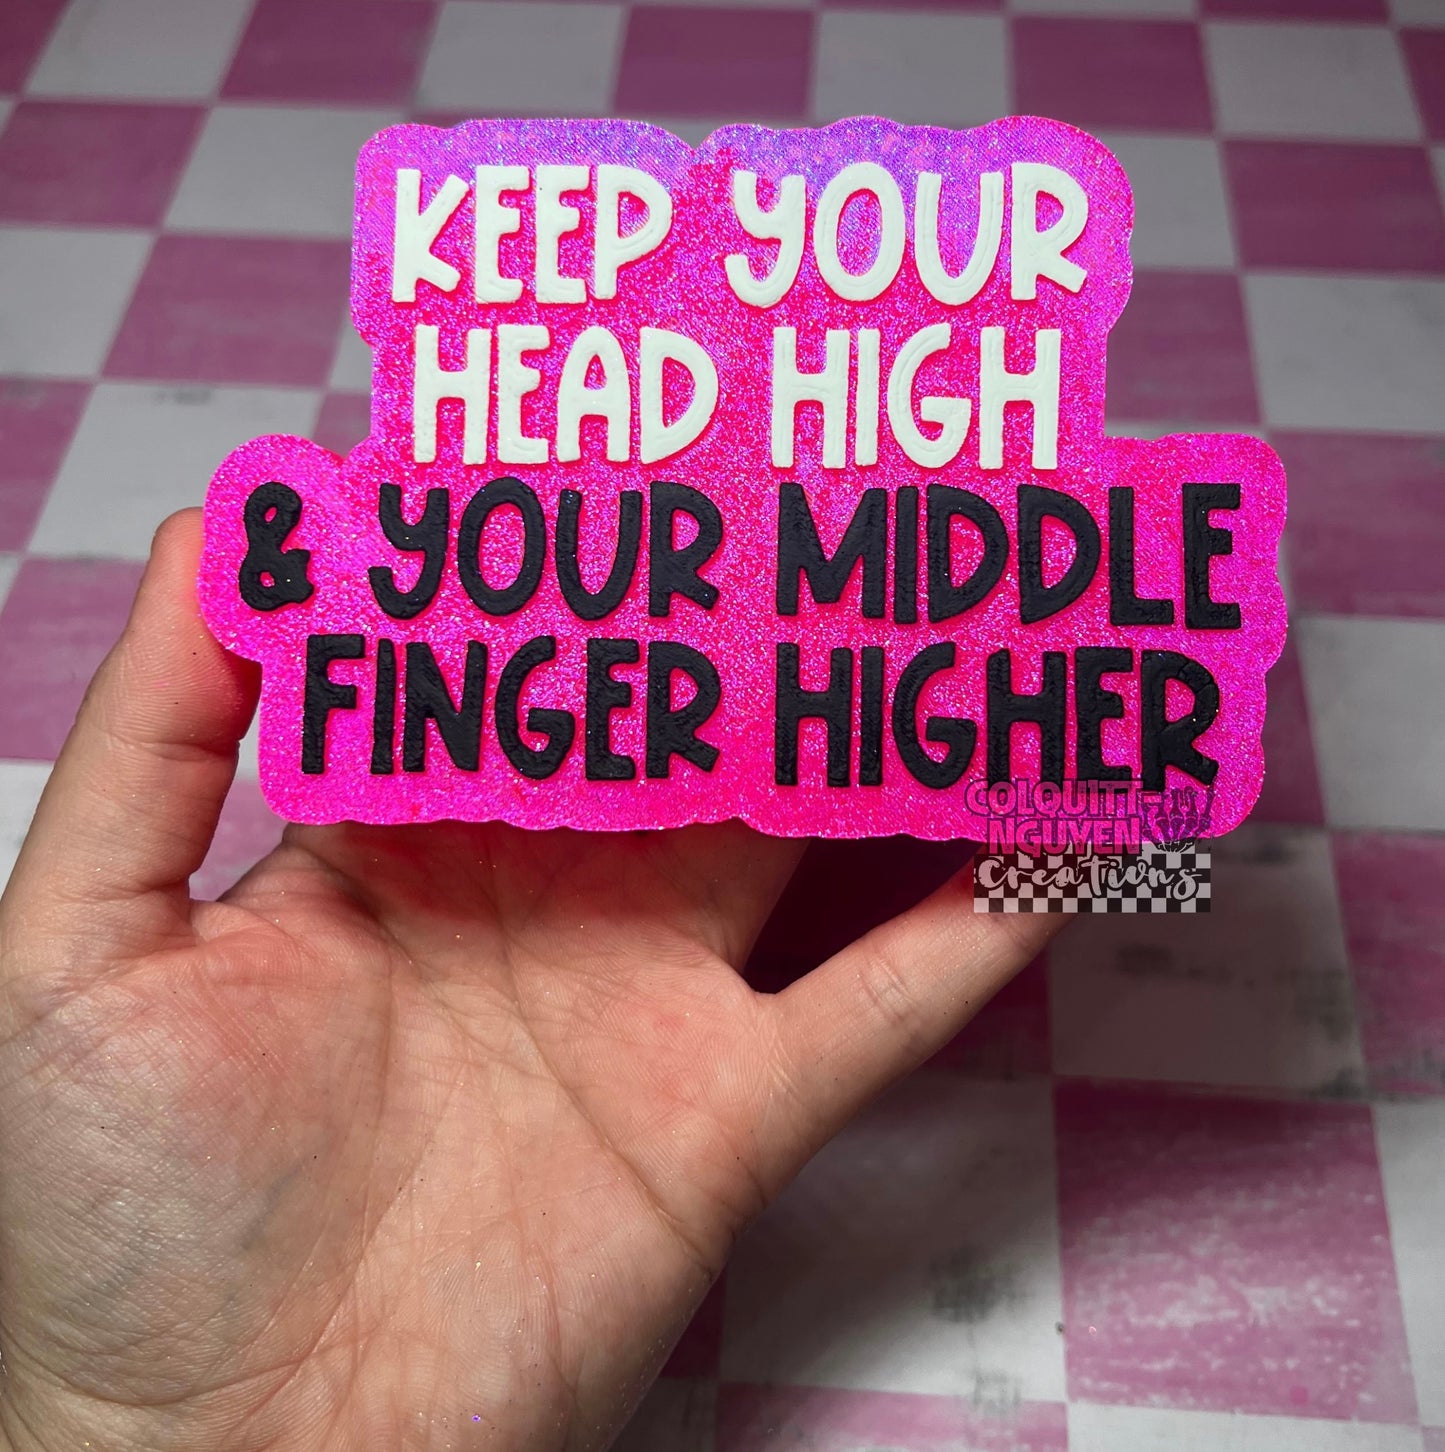 KEEP YOUR
HEAD HIGH
& YOUR MIDDLE
FINGER HIGHER
COLQUITT-
NGUYEN
Creations